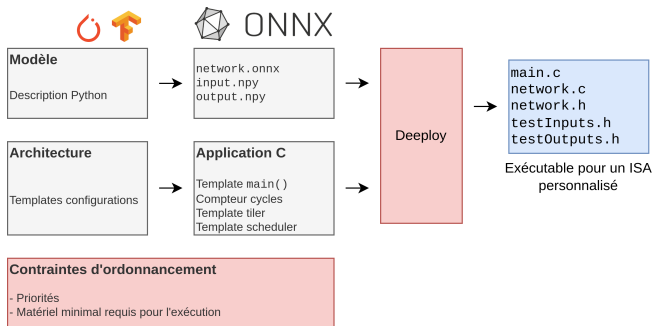 ONNX
Modèle
Description Python
network.onnx
input.npy
output.npy
Architecture
Templates configurations
Application C
Template main()
Compteur cycles
Template tiler
Template scheduler
Deeploy
main.c
network.c
network.h
testInputs.h
testOutputs.h
Exécutable pour un ISA
personnalisé
Contraintes d'ordonnancement
- Priorités
- Matériel minimal requis pour l'exécution